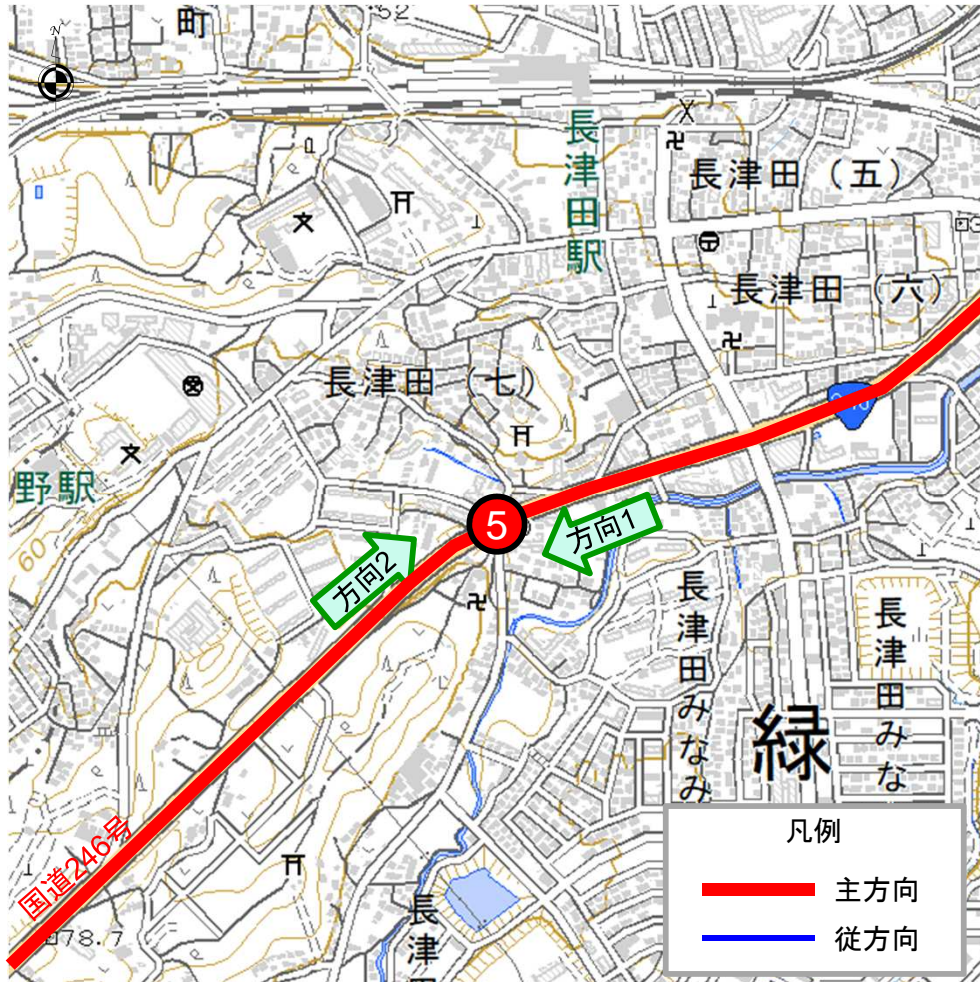 町
.52
N
長津田駅
長津田（五）
長津田（六）
長津田（七）
野駅
60
5
方向1
方向2
長津田みなみ
長津田みな
緑
国道246号
78.7
長津田
凡例
主方向
従方向